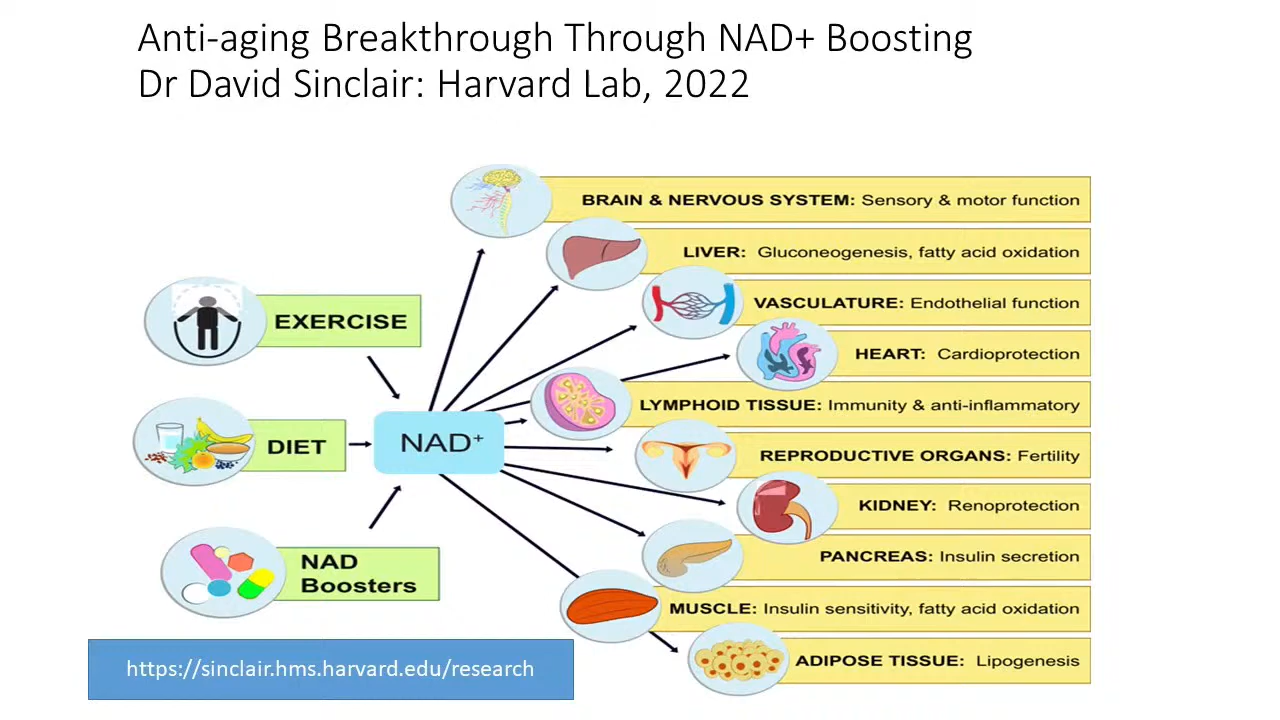 Anti-aging Breakthrough Through NAD+ Boosting
Dr David Sinclair: Harvard Lab, 2022
BRAIN & NERVOUS SYSTEM: Sensory & motor function
LIVER: Gluconeogenesis, fatty acid oxidation
VASCULATURE: Endothelial function
HEART: Cardioprotection
LYMPHOID TISSUE: Immunity & anti-inflammatory
REPRODUCTIVE ORGANS: Fertility
KIDNEY: Renoprotection
PANCREAS: Insulin secretion
MUSCLE: Insulin sensitivity, fatty acid oxidation
ADIPOSE TISSUE: Lipogenesis
EXERCISE
DIET
NAD⁺
NAD
Boosters
https://sinclair.hms.harvard.edu/research